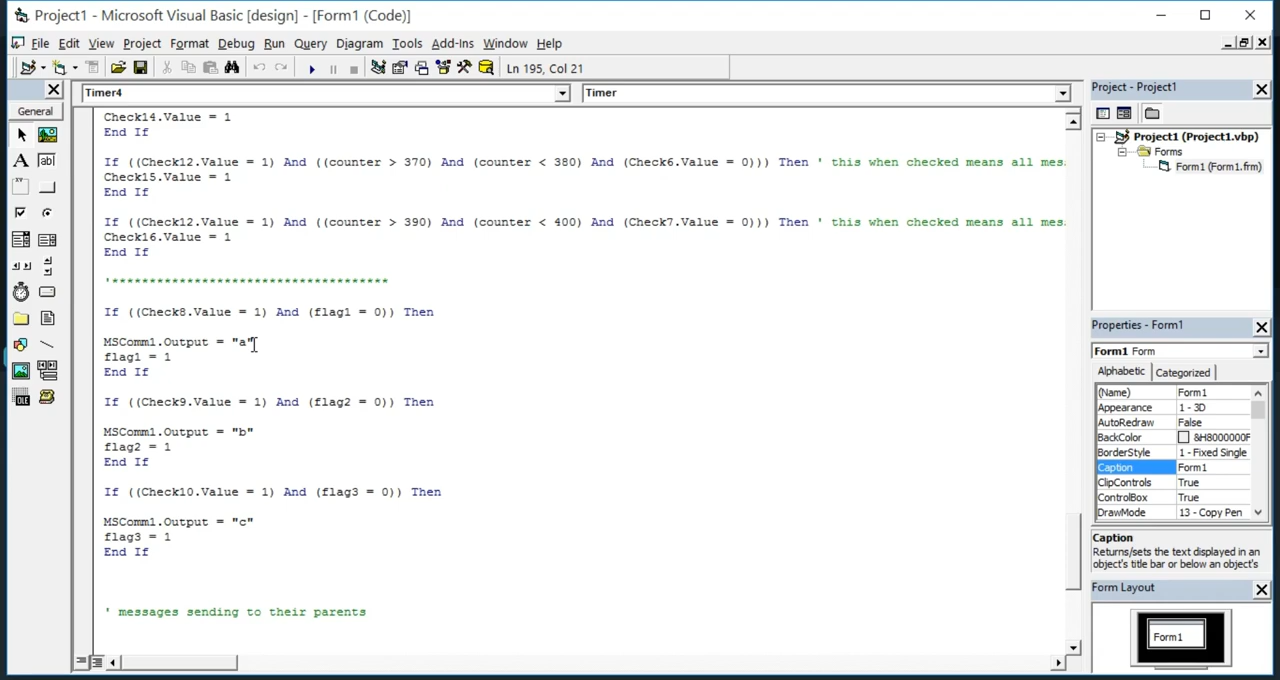 Project1 - Microsoft Visual Basic [design] - [Form1 (Code)]
File Edit View Project Format Debug Run Query Diagram Tools Add-Ins Window Help
Ln 195, Col 21
General
Timer4
Timer
Check14.Value = 1
End If
If ((Check12.Value = 1) And ((counter > 370) And (counter < 380) And (Check6.Value = 0))) Then ' this when checked means all mes
Check15.Value = 1
End If
If ((Check12.Value = 1) And ((counter > 390) And (counter < 400) And (Check7.Value = 0))) Then ' this when checked means all mes
Check16.Value = 1
End If
'*************************************
If ((Check8.Value = 1) And (flag1 = 0)) Then
MSComm1.Output = "a"
flag1 = 1
End If
If ((Check9.Value = 1) And (flag2 = 0)) Then
MSComm1.Output = "b"
flag2 = 1
End If
If ((Check10.Value = 1) And (flag3 = 0)) Then
MSComm1.Output = "c"
flag3 = 1
End If
' messages sending to their parents
Project - Project1
Project1 (Project1.vbp)
Forms
Form1 (Form1.frm)
Properties - Form1
Form1 Form
Alphabetic Categorized
(Name) Form1
Appearance 1 - 3D
AutoRedraw False
BackColor &H8000000F
BorderStyle 1 - Fixed Single
Caption Form1
ClipControls True
ControlBox True
DrawMode 13 - Copy Pen
Caption
Returns/sets the text displayed in an
object's title bar or below an object's
Form Layout
Form1